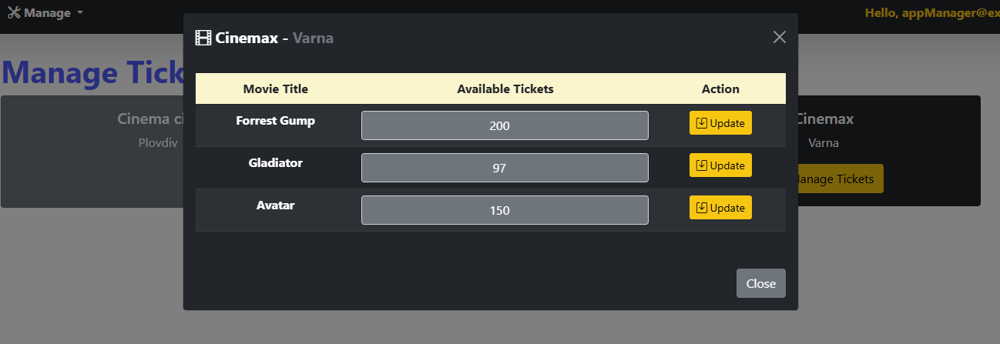 Manage
Hello, appManager@ex
Cinemax - Varna
Manage Tick
Movie Title Available Tickets Action
Forrest Gump 200 Update
Gladiator 97 Update
Avatar 150 Update
Cinema ci
Plovdiv
Cinemax
Varna
anage Tickets
Close